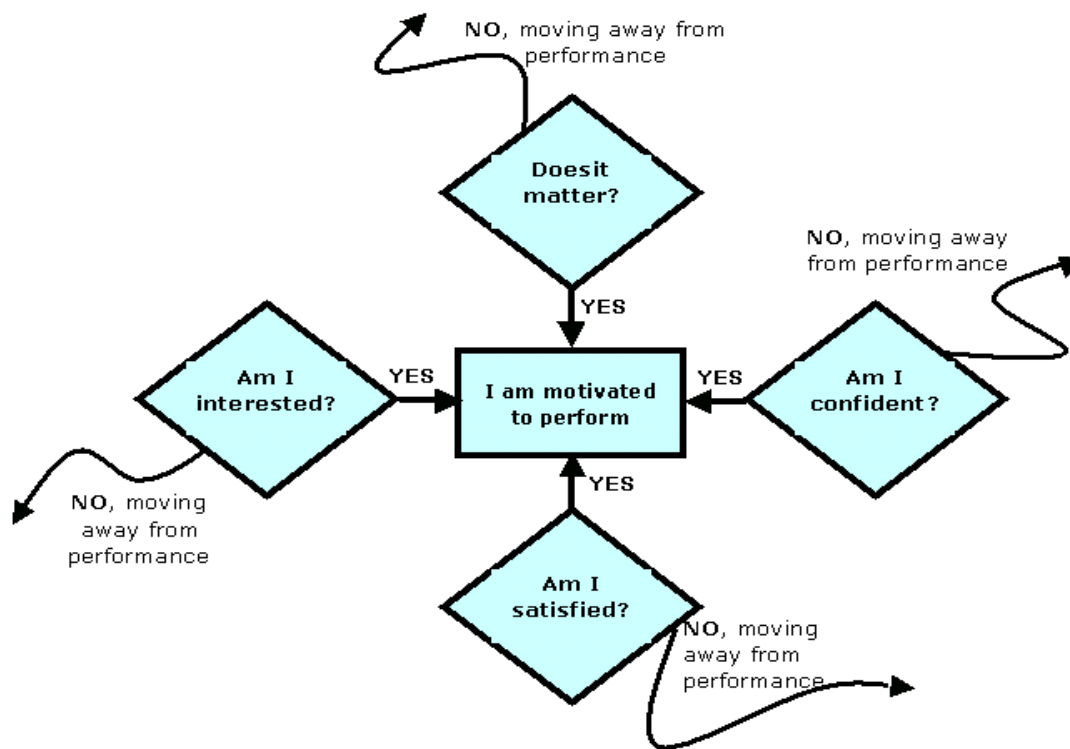 NO, moving away from
performance
Doesit
matter?
YES
NO, moving away
from performance
Am I
interested?
YES
I am motivated
to perform
YES
Am I
confident?
NO, moving
away from
performance
YES
Am I
satisfied?
NO, moving
away from
performance